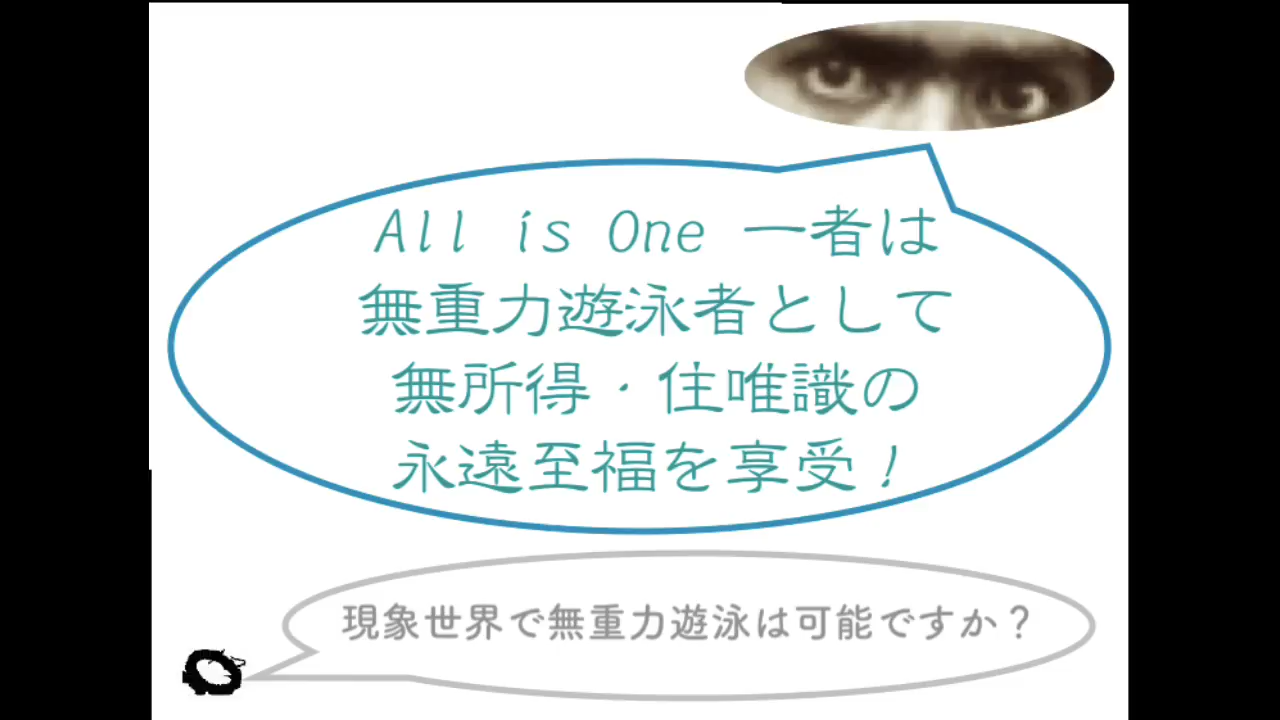 All is One 一者は
無重力遊泳者として
無所得・住唯識の
永遠至福を享受！
現象世界で無重力遊泳は可能ですか？